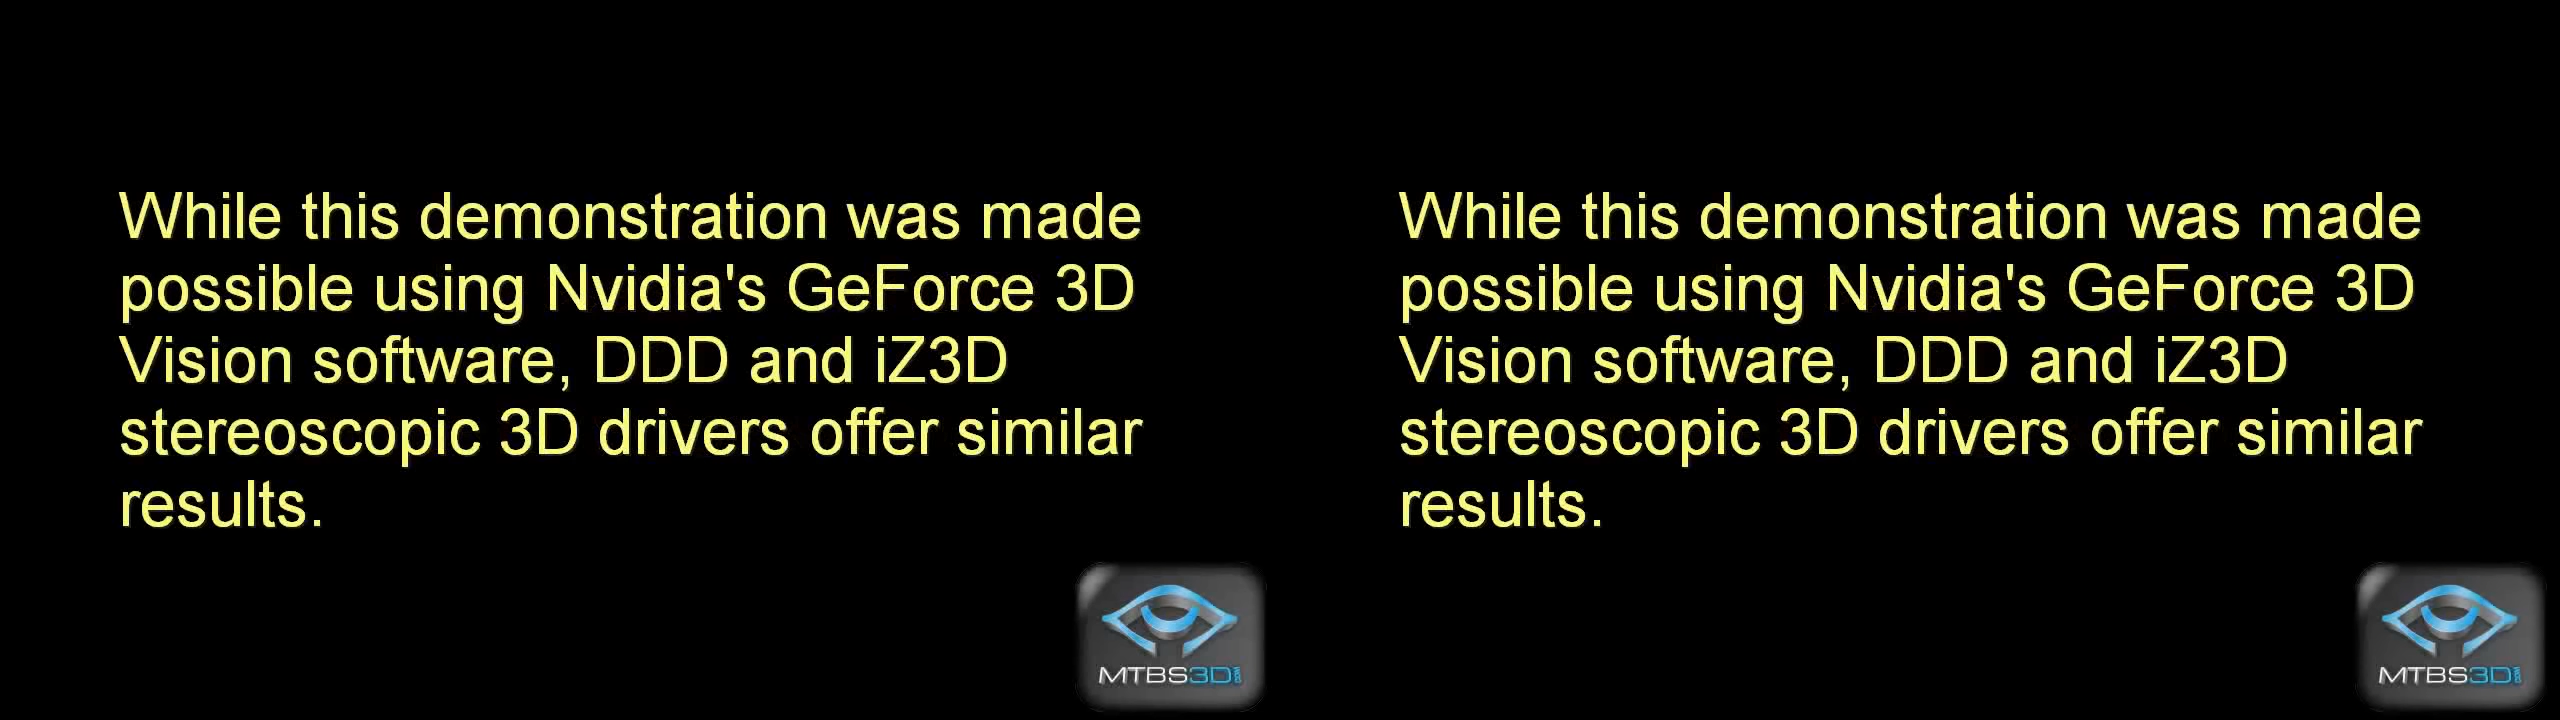 While this demonstration was made
possible using Nvidia's GeForce 3D
Vision software, DDD and iZ3D
stereoscopic 3D drivers offer similar
results.
MTBS3D.com
While this demonstration was made
possible using Nvidia's GeForce 3D
Vision software, DDD and iZ3D
stereoscopic 3D drivers offer similar
results.
MTBS3D.com